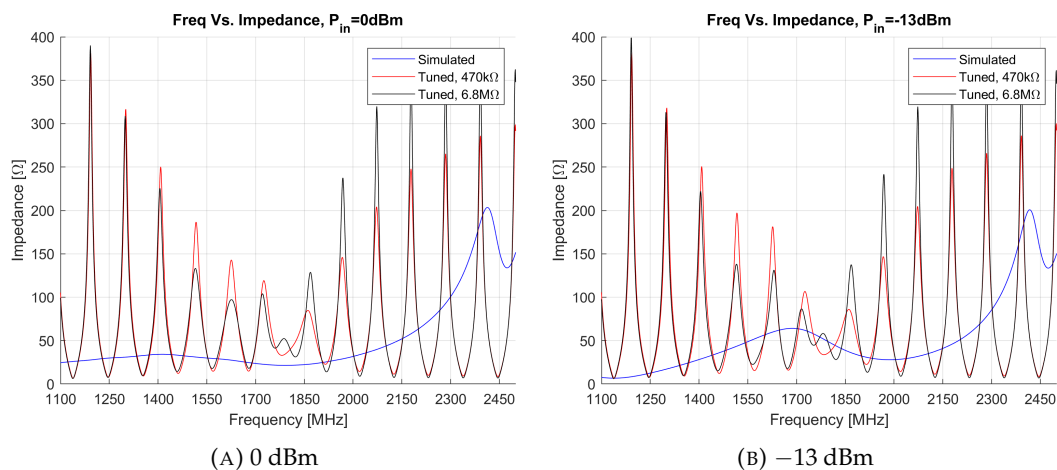 Freq Vs. Impedance, P_in=0dBm
400
350
300
250
200
150
100
50
0
Impedance [Ω]
Simulated
Tuned, 470kΩ
Tuned, 6.8MΩ
1100 1250 1400 1550 1700 1850 2000 2150 2300 2450
Frequency [MHz]
(A) 0 dBm
Freq Vs. Impedance, P_in=-13dBm
400
350
300
250
200
150
100
50
0
Impedance [Ω]
Simulated
Tuned, 470kΩ
Tuned, 6.8MΩ
1100 1250 1400 1550 1700 1850 2000 2150 2300 2450
Frequency [MHz]
(B) −13 dBm